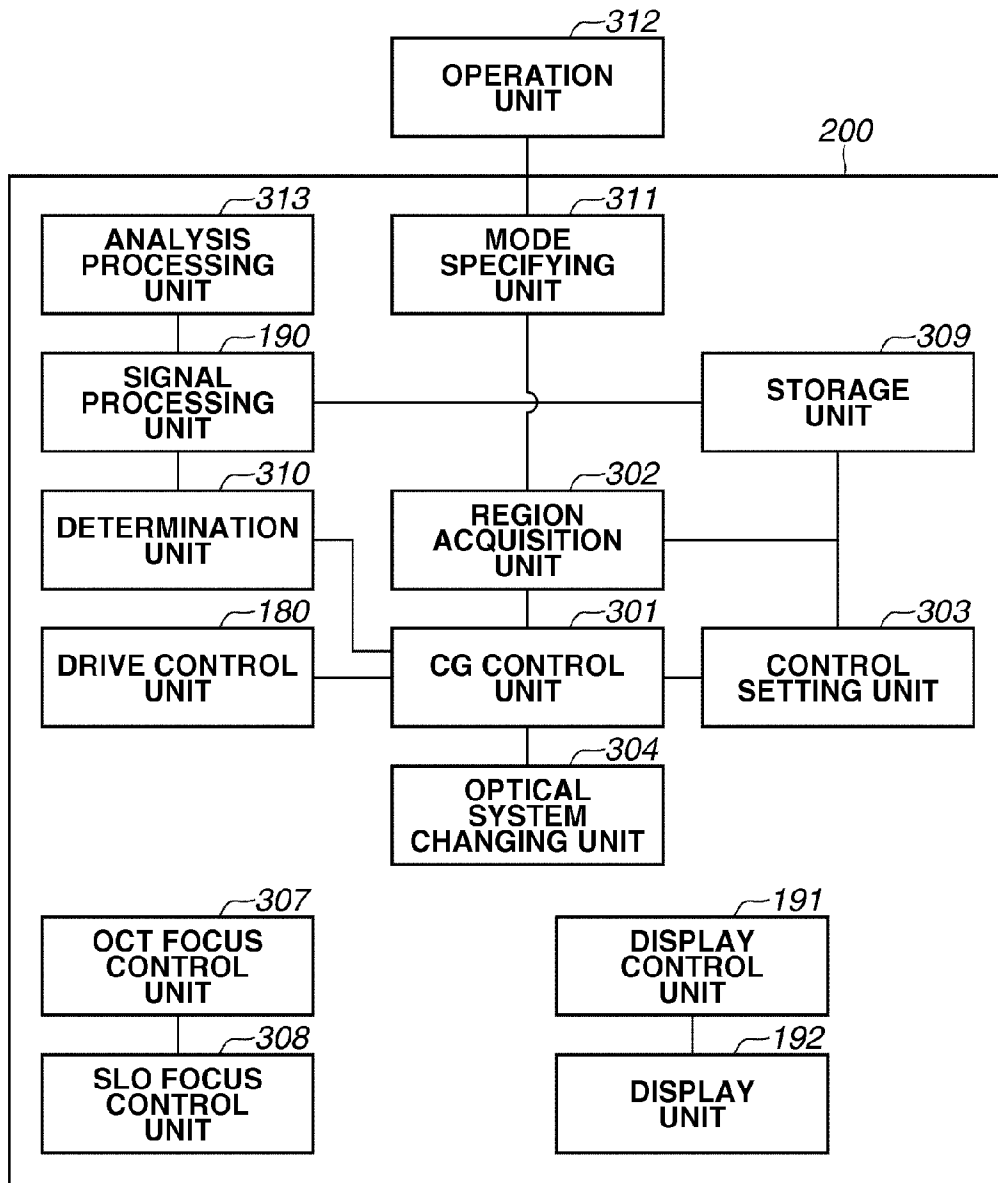 312
OPERATION
UNIT
200
313
ANALYSIS
PROCESSING
UNIT
311
MODE
SPECIFYING
UNIT
190
SIGNAL
PROCESSING
UNIT
309
STORAGE
UNIT
310
DETERMINATION
UNIT
302
REGION
ACQUISITION
UNIT
180
DRIVE CONTROL
UNIT
301
CG CONTROL
UNIT
303
CONTROL
SETTING UNIT
304
OPTICAL
SYSTEM
CHANGING UNIT
307
OCT FOCUS
CONTROL
UNIT
191
DISPLAY
CONTROL
UNIT
308
SLO FOCUS
CONTROL
UNIT
192
DISPLAY
UNIT